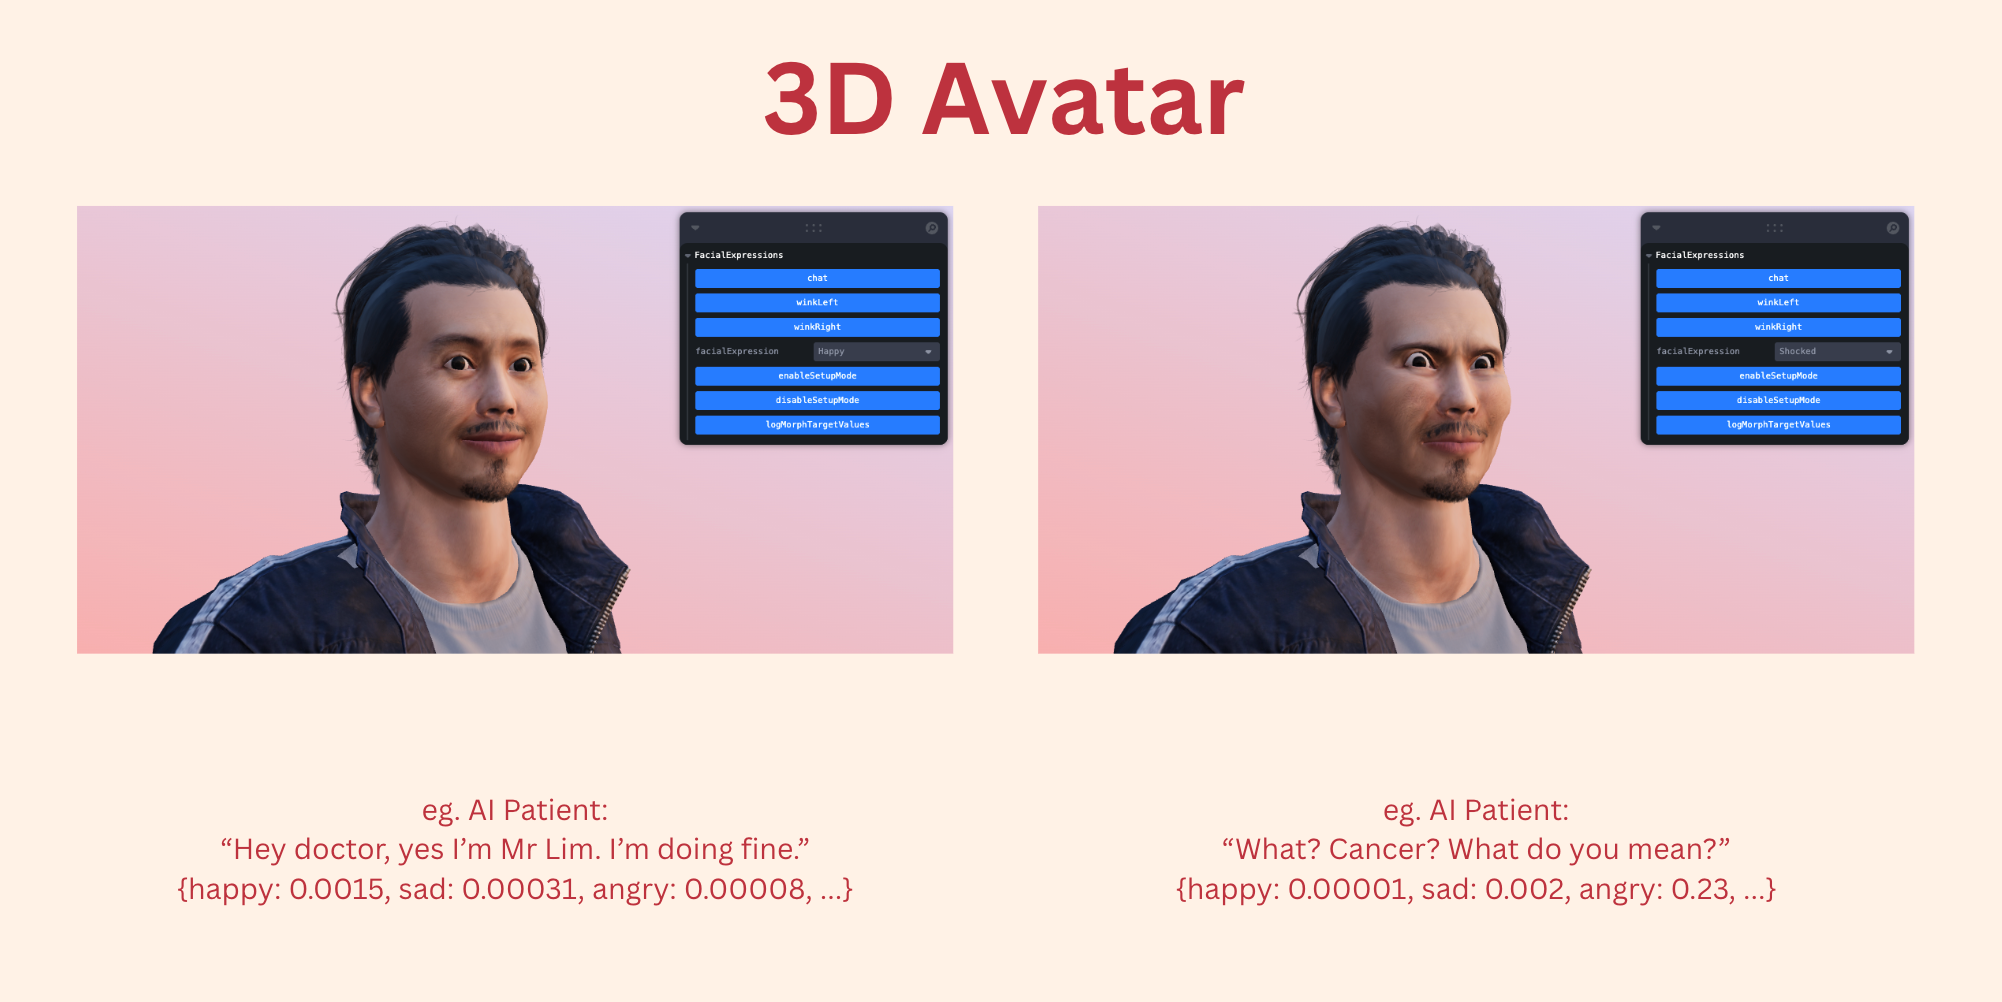 3D Avatar
FacialExpressions
chat
winkLeft
winkRight
facialExpression Happy
enableSetupMode
disableSetupMode
logMorphTargetValues
FacialExpressions
chat
winkLeft
winkRight
facialExpression Shocked
enableSetupMode
disableSetupMode
logMorphTargetValues
eg. AI Patient:
“Hey doctor, yes I’m Mr Lim. I’m doing fine.”
{happy: 0.0015, sad: 0.00031, angry: 0.00008, ...}
eg. AI Patient:
“What? Cancer? What do you mean?”
{happy: 0.00001, sad: 0.002, angry: 0.23, ...}